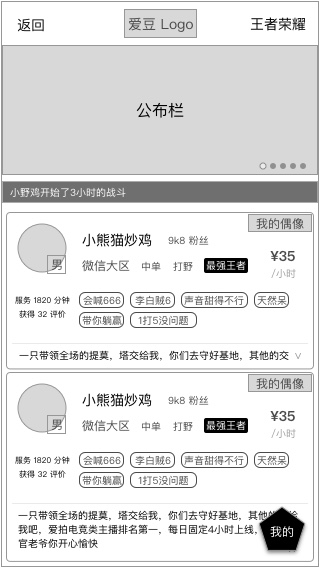 返回
爱豆 Logo
王者荣耀
公布栏
小野鸡开始了3小时的战斗
我的偶像
小熊猫炒鸡 9k8 粉丝
¥35
男
微信大区 中单 打野 最强王者
/小时
服务 1820 分钟 会喊666 李白贼6 声音甜得不行 天然呆
获得 32 评价 带你躺赢 1打5没问题
一只带领全场的提莫，塔交给我，你们去守好基地，其他的交
我的偶像
小熊猫炒鸡 9k8 粉丝
¥35
男
微信大区 中单 打野 最强王者
/小时
服务 1820 分钟 会喊666 李白贼6 声音甜得不行 天然呆
获得 32 评价 带你躺赢 1打5没问题
一只带领全场的提莫，塔交给我，你们去守好基地，其他的
我吧，爱拍电竞类主播排名第一，每日固定4小时上线，
官老爷你开心愉快
我的